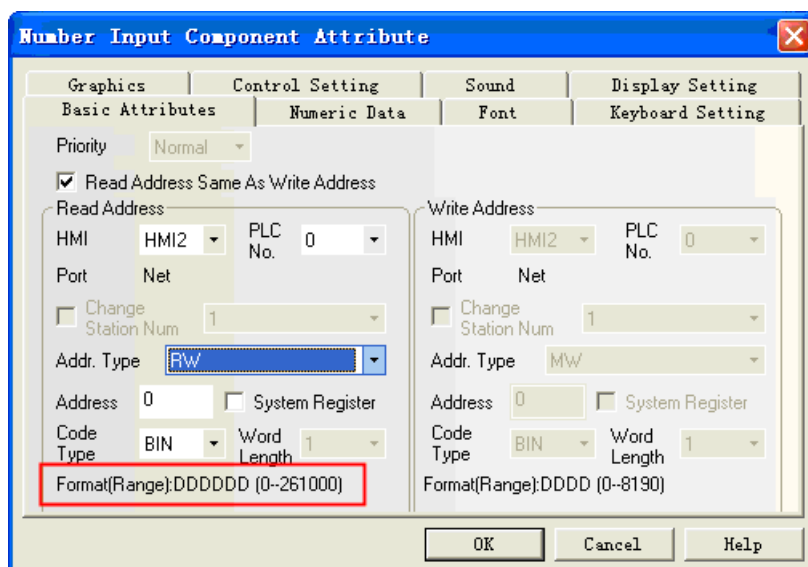 Number Input Component Attribute
Graphics Control Setting Sound Display Setting
Basic Attributes Numeric Data Font Keyboard Setting
Priority Normal
Read Address Same As Write Address
Read Address
HMI HMI2 PLC No. 0
Port Net
Change Station Num 1
Addr. Type RW
Address 0 System Register
Code Type BIN Word Length 1
Format(Range):DDDDDD (0--261000)
Write Address
HMI HMI2 PLC No. 0
Port Net
Change Station Num 1
Addr. Type MW
Address 0 System Register
Code Type BIN Word Length 1
Format(Range):DDDD (0--8190)
OK Cancel Help